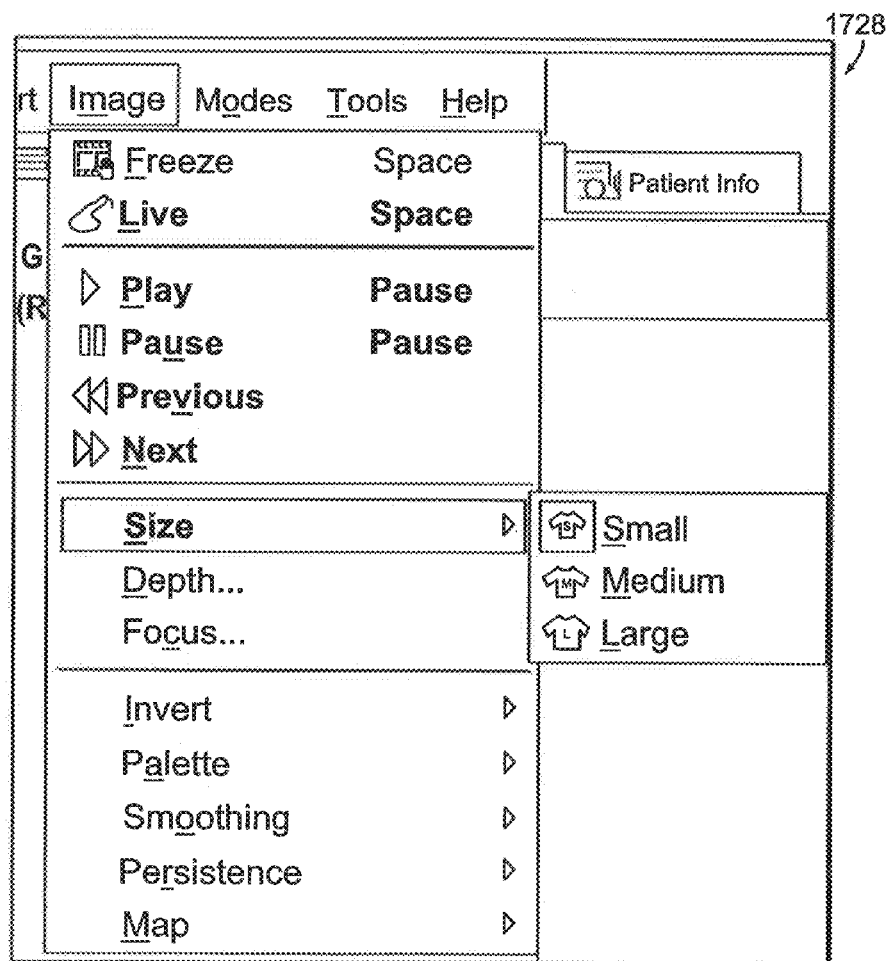 1728
rt Image Modes Tools Help
Freeze Space
Patient Info
Live Space
G
Play Pause
(R
Pause Pause
Previous
Next
Size S Small
Depth... M Medium
Focus... L Large
Invert
Palette
Smoothing
Persistence
Map